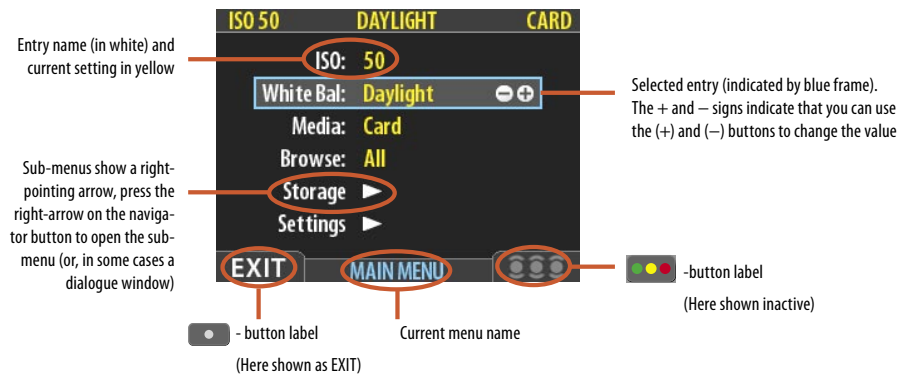 ISO 50 DAYLIGHT CARD
Entry name (in white) and
current setting in yellow
ISO: 50
White Bal: Daylight
Media: Card
Browse: All
Storage
Settings
EXIT MAIN MENU
Selected entry (indicated by blue frame).
The + and – signs indicate that you can use
the (+) and (–) buttons to change the value
Sub-menus show a right-
pointing arrow, press the
right-arrow on the naviga-
tor button to open the sub-
menu (or, in some cases a
dialogue window)
-button label
(Here shown inactive)
- button label
(Here shown as EXIT)
Current menu name